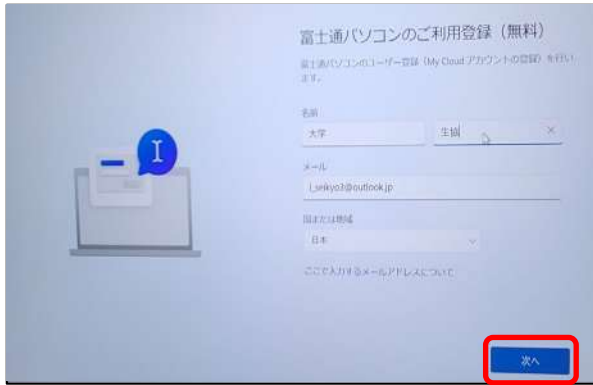 富士通パソコンのご利用登録（無料）
富士通パソコンのユーザー登録（My Cloud アカウントの登録）を行い
ます。
名前
大学 生協
メール
国または地域
日本
ここで入力するメールアドレスについて
次へ